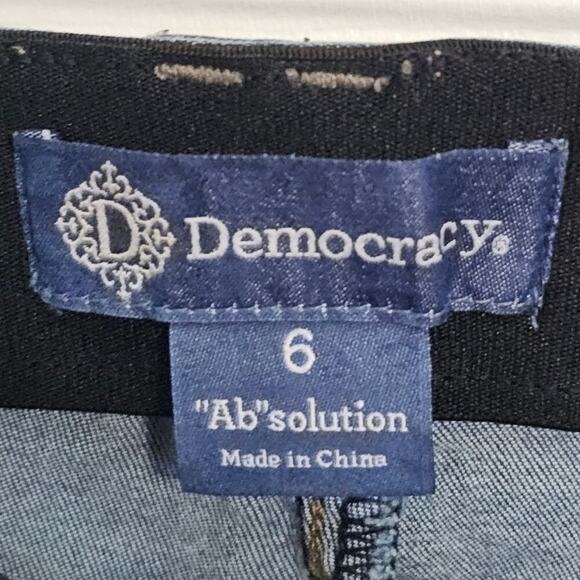 D Democracy®
6
"Ab"solution
Made in China